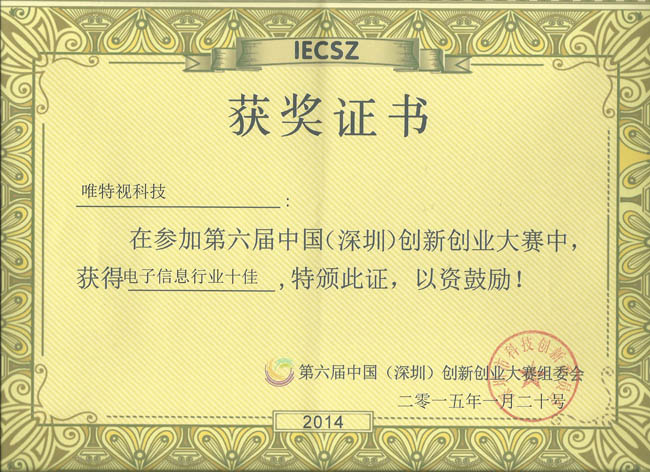 IECSZ
获奖证书
唯特视科技：
在参加第六届中国（深圳）创新创业大赛中，
获得电子信息行业十佳，特颁此证，以资鼓励！
第六届中国（深圳）创新创业大赛组委会
二零一五年一月二十号
2014